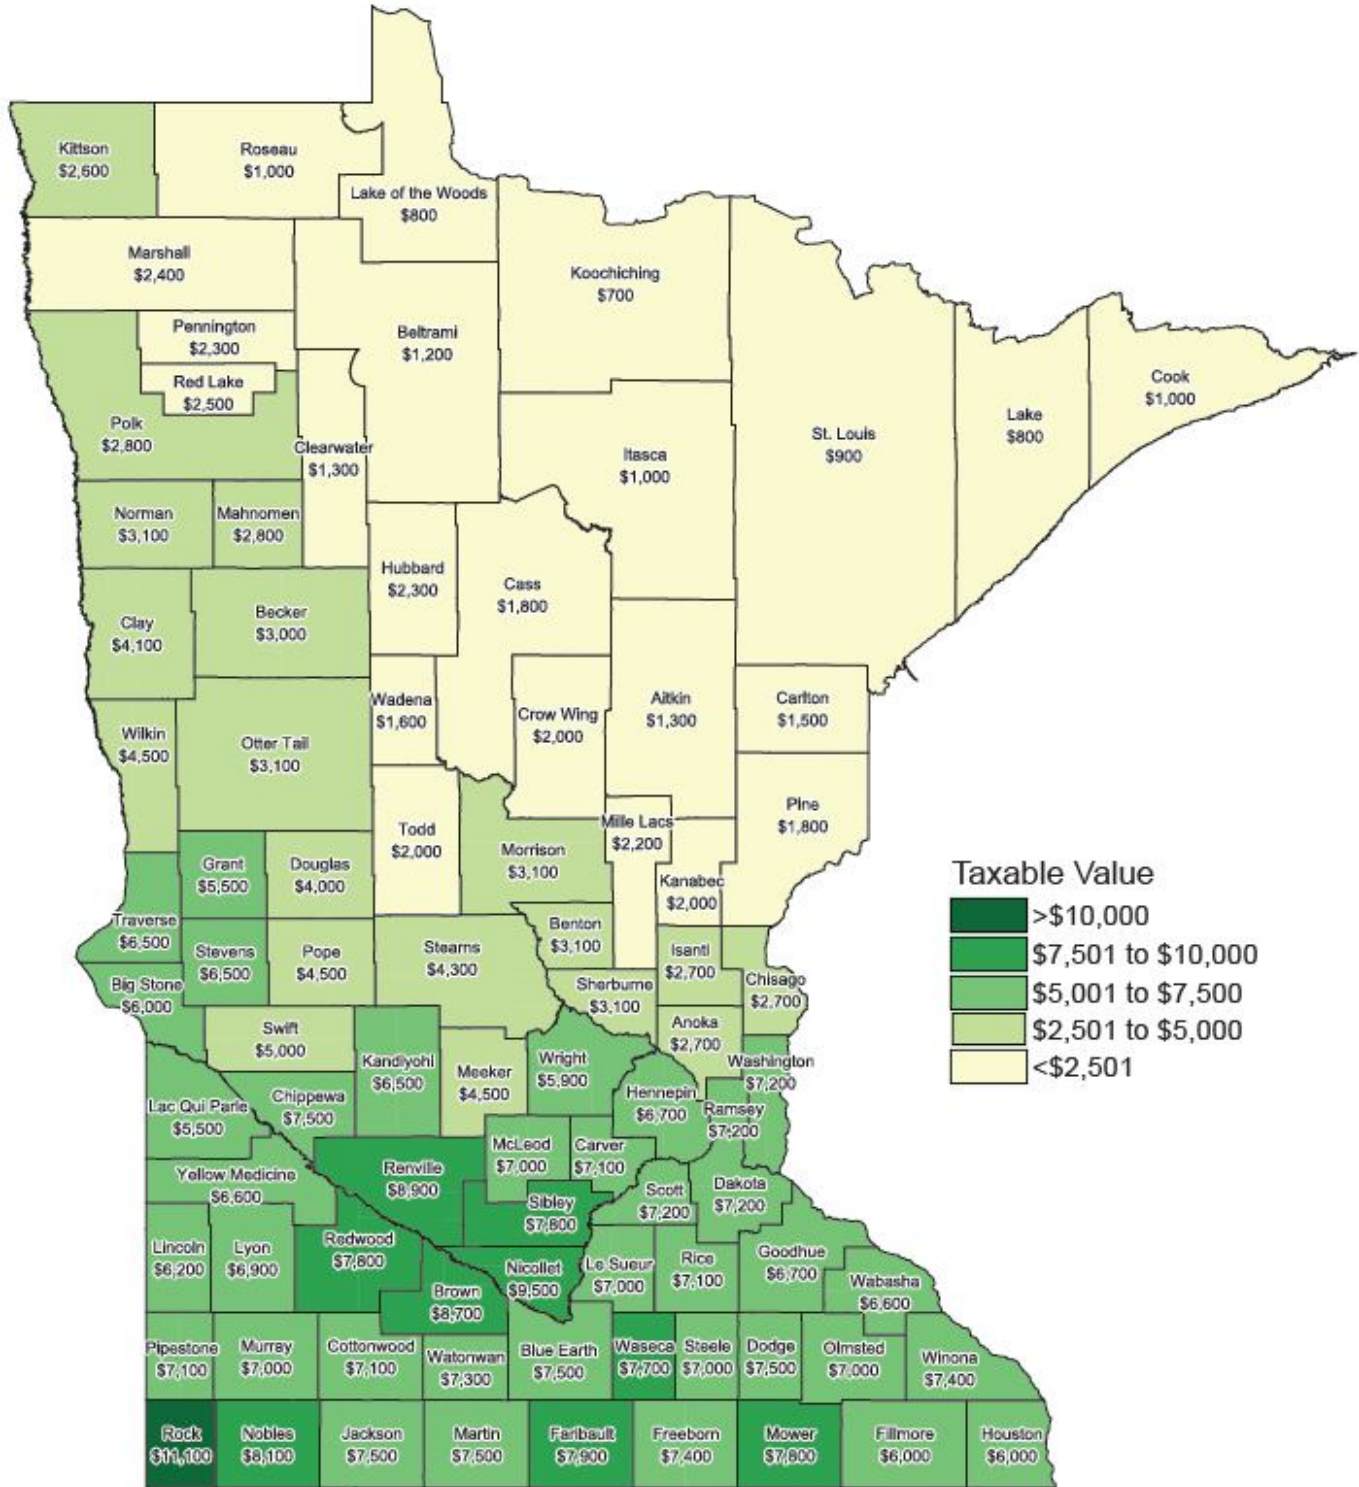 Kittson
$2,600
Roseau
$1,000
Lake of the Woods
$800
Marshall
$2,400
Koochiching
$700
Pennington
$2,300
Beltrami
$1,200
Red Lake
$2,500
Cook
$1,000
Polk
$2,800
Lake
$800
St. Louis
$900
Clearwater
$1,300
Itasca
$1,000
Norman
$3,100
Mahnomen
$2,800
Hubbard
$2,300
Cass
$1,800
Becker
$3,000
Clay
$4,100
Wadena
$1,600
Aitkin
$1,300
Carlton
$1,500
Crow Wing
$2,000
Wilkin
$4,500
Otter Tail
$3,100
Pine
$1,800
Mille Lacs
$2,200
Todd
$2,000
Morrison
$3,100
Grant
$5,500
Douglas
$4,000
Taxable Value
>$10,000
$7,501 to $10,000
$5,001 to $7,500
$2,501 to $5,000
<$2,501
Kanabec
$2,000
Traverse
$6,500
Benton
$3,100
Stearns
$4,300
Stevens
$6,500
Pope
$4,500
Isanti
$2,700
Big Stone
$6,000
Sherburne
$3,100
Chisago
$2,700
Swift
$5,000
Anoka
$2,700
Kandiyohi
$6,500
Wright
$5,900
Washington
$7,200
Meeker
$4,500
Hennepin
$6,700
Chippewa
$7,500
Lac Qui Parle
$5,500
Ramsey
$7,200
McLeod
$7,000
Carver
$7,100
Renville
$8,900
Yellow Medicine
$6,600
Dakota
$7,200
Scott
$7,200
Sibley
$7,800
Redwood
$7,800
Lincoln
$6,200
Lyon
$6,900
Goodhue
$6,700
Rice
$7,100
Le Sueur
$7,000
Nicollet
$9,500
Wabasha
$6,600
Brown
$8,700
Pipestone
$7,100
Murray
$7,000
Cottonwood
$7,100
Watonwan
$7,300
Blue Earth
$7,500
Waseca
$7,700
Steele
$7,000
Dodge
$7,500
Olmsted
$7,000
Winona
$7,400
Rock
$11,100
Nobles
$8,100
Jackson
$7,500
Martin
$7,500
Faribault
$7,900
Freeborn
$7,400
Mower
$7,800
Fillmore
$6,000
Houston
$6,000